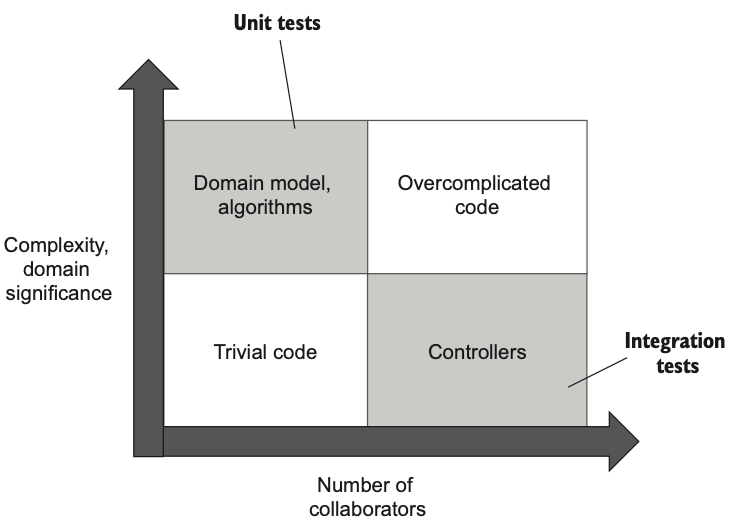 Unit tests
Domain model,
algorithms
Overcomplicated
code
Complexity,
domain
significance
Trivial code
Controllers
Integration
tests
Number of
collaborators